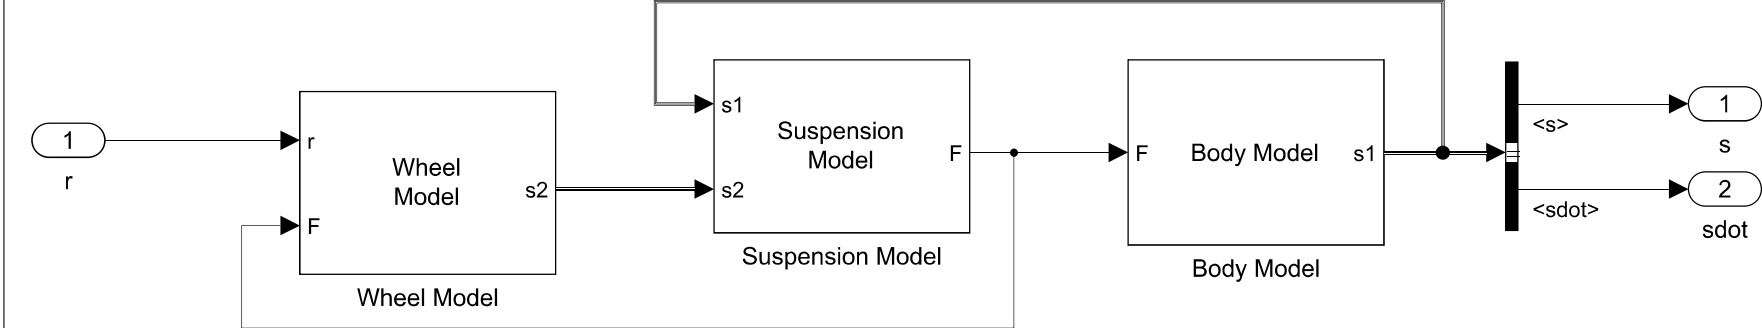 1
r
r
F
Wheel
Model
s2
Wheel Model
s1
s2
Suspension
Model
F
Suspension Model
F
Body Model
s1
Body Model
<s>
<sdot>
1
s
2
sdot